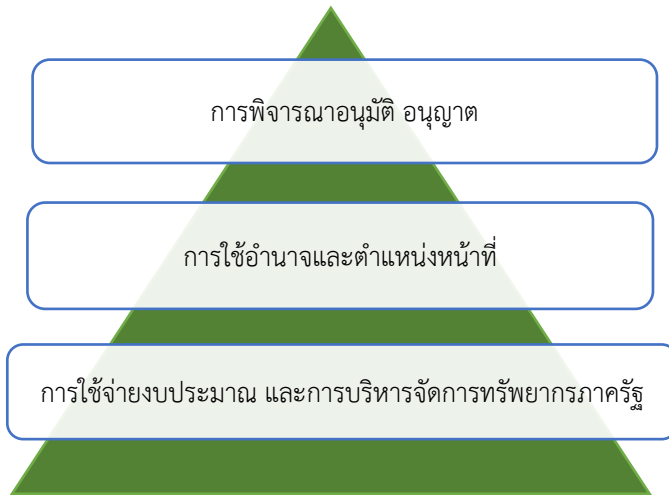 การพิจารณาอนุมัติ อนุญาต
การใช้อำนาจและตำแหน่งหน้าที่
การใช้จ่ายงบประมาณ และการบริหารจัดการทรัพยากรภาครัฐ